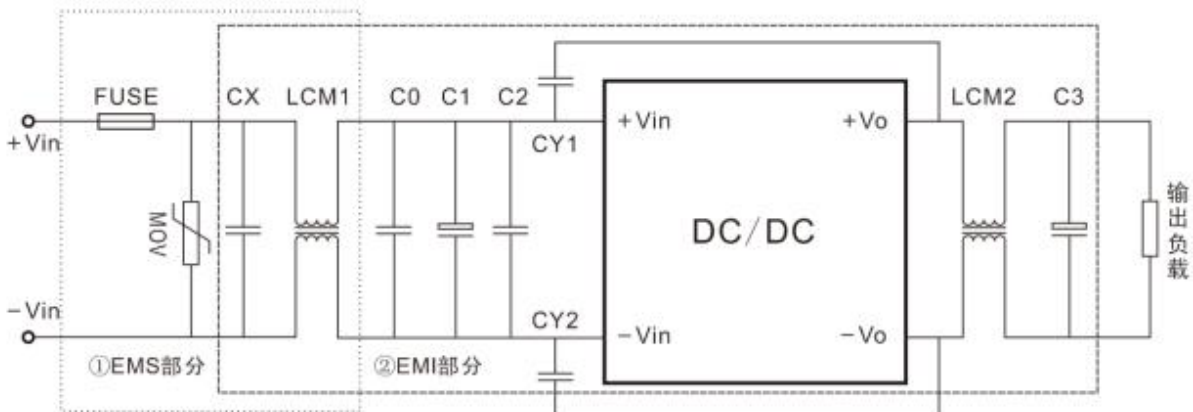 FUSE
CX
LCM1
C0
C1
C2
LCM2
C3
+Vin
CY1
+Vin
+Vo
MOV
DC/DC
输出负载
-Vin
CY2
-Vin
-Vo
①EMS部分
②EMI部分